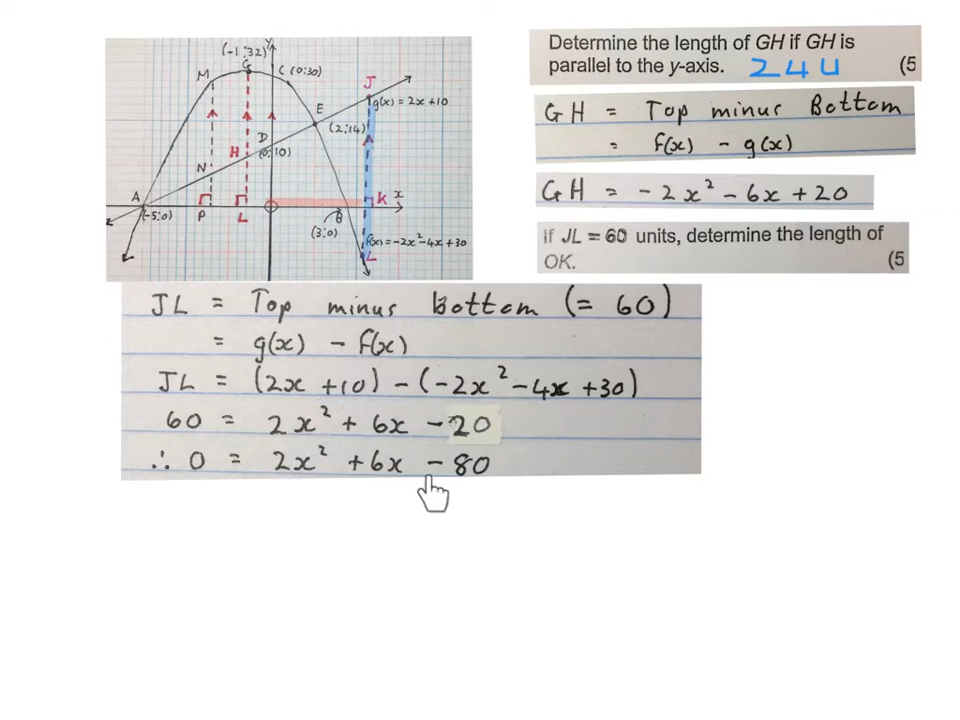 (-1;32)
Y
G
C (0;30)
M
J
g(x) = 2x+10
E
(2;14)
D
H
(0;10)
N
A
K
x
(-5;0)
P
L
B
(3;0)
f(x)=-2x²-4x+30
L
Determine the length of GH if GH is
parallel to the y-axis. 24U (5
GH = Top minus Bottom
= f(x) - g(x)
GH = -2x² - 6x + 20
If JL = 60 units, determine the length of
OK. (5
JL = Top minus bottom (= 60)
= g(x) - f(x)
JL = (2x +10) - (-2x² - 4x +30)
60 = 2x² + 6x - 20
∴ 0 = 2x² + 6x - 80